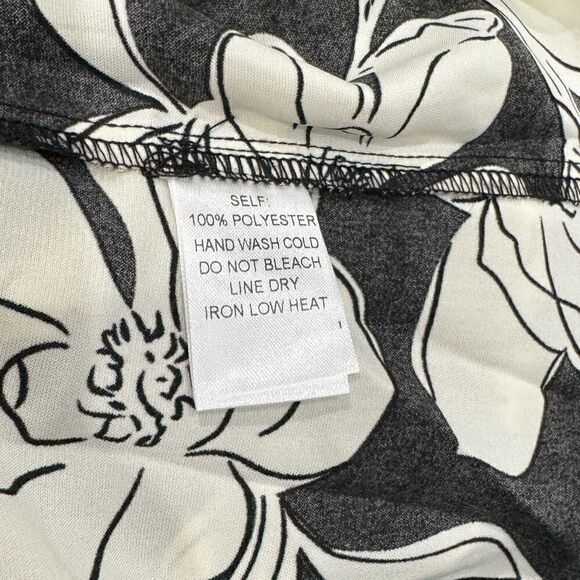 SELF:
100% POLYESTER
HAND WASH COLD
DO NOT BLEACH
LINE DRY
IRON LOW HEAT